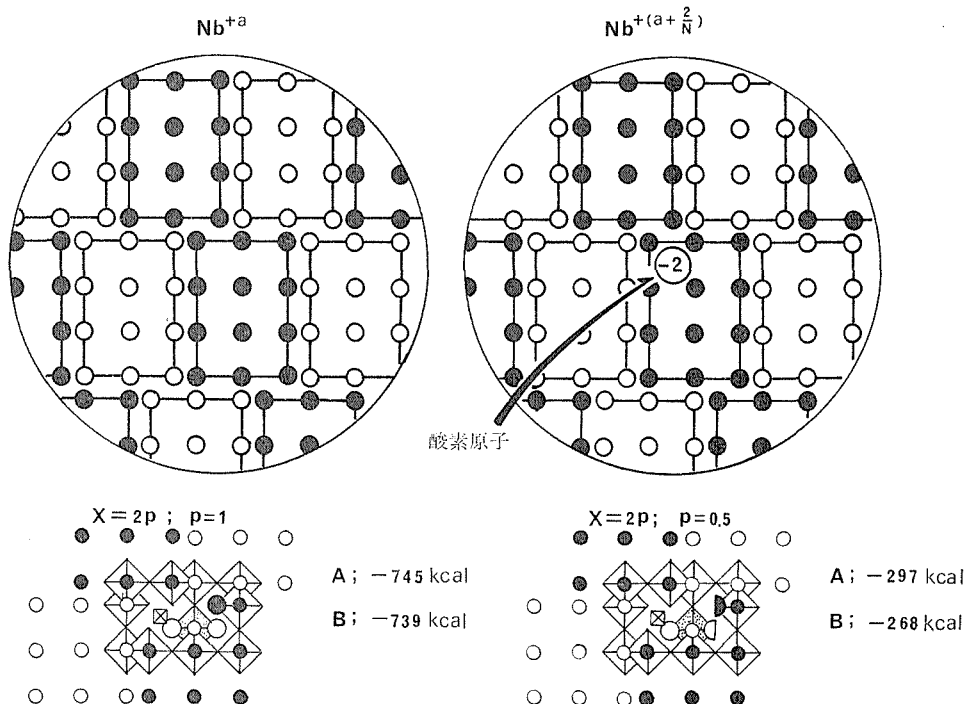 Nb+a
Nb+(a+2/N)
-2
酸素原子
X=2p ; p=1
A; -745 kcal
B; -739 kcal
X=2p; p=0.5
A; -297 kcal
B; -268 kcal